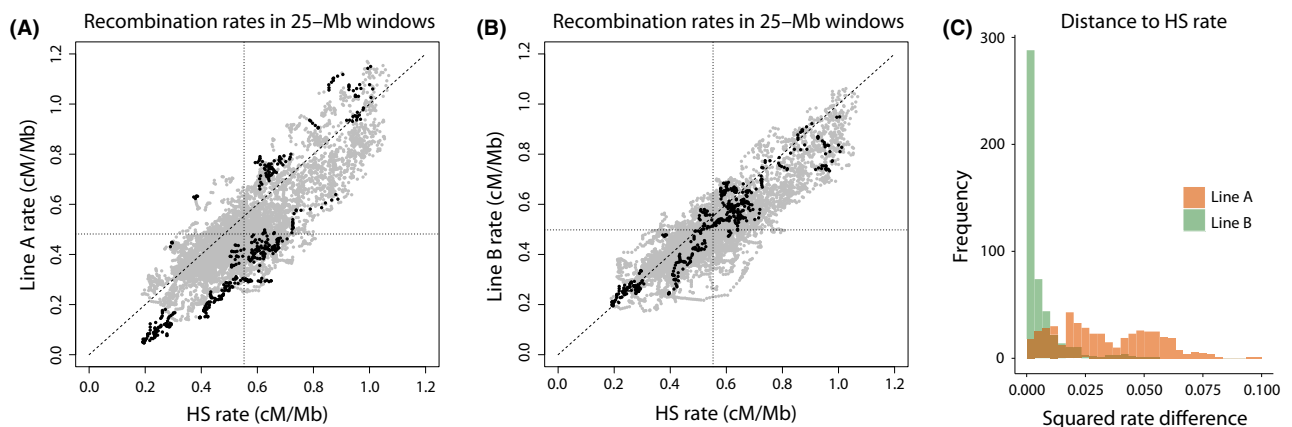 (A)
Recombination rates in 25–Mb windows
Line A rate (cM/Mb)
1.2
1.0
0.8
0.6
0.4
0.2
0.0
0.0 0.2 0.4 0.6 0.8 1.0 1.2
HS rate (cM/Mb)
(B)
Recombination rates in 25–Mb windows
Line B rate (cM/Mb)
1.2
1.0
0.8
0.6
0.4
0.2
0.0
0.0 0.2 0.4 0.6 0.8 1.0 1.2
HS rate (cM/Mb)
(C)
Distance to HS rate
Frequency
300
200
100
0
Line A
Line B
0.000 0.025 0.050 0.075 0.100
Squared rate difference